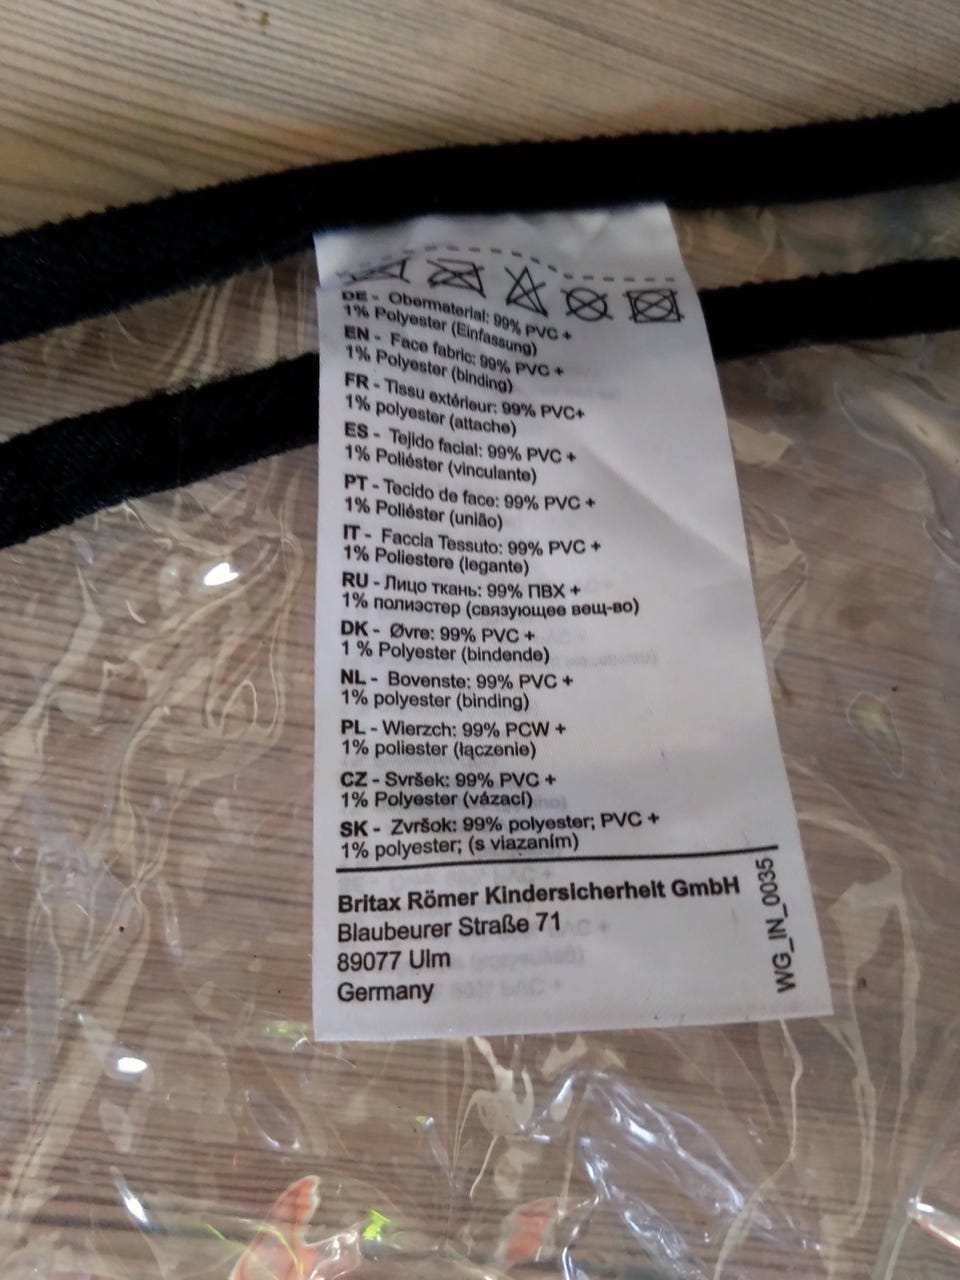 DE - Obermaterial: 99% PVC +
1% Polyester (Einfassung)
EN - Face fabric: 99% PVC +
1% Polyester (binding)
FR - Tissu extérieur: 99% PVC+
1% polyester (attache)
ES - Tejido facial: 99% PVC +
1% Poliéster (vinculante)
PT - Tecido de face: 99% PVC +
1% Poliéster (união)
IT - Faccia Tessuto: 99% PVC +
1% Poliestere (legante)
RU - Лицо ткань: 99% ПВХ +
1% полиэстер (связующее вещ-во)
DK - Øvre: 99% PVC +
1 % Polyester (bindende)
NL - Bovenste: 99% PVC +
1% polyester (binding)
PL - Wierzch: 99% PCW +
1% poliester (łączenie)
CZ - Svršek: 99% PVC +
1% Polyester (vázací)
SK - Zvršok: 99% polyester; PVC +
1% polyester; (s viazaním)
Britax Römer Kindersicherheit GmbH
Blaubeurer Straße 71
89077 Ulm
Germany
WG_IN_0035